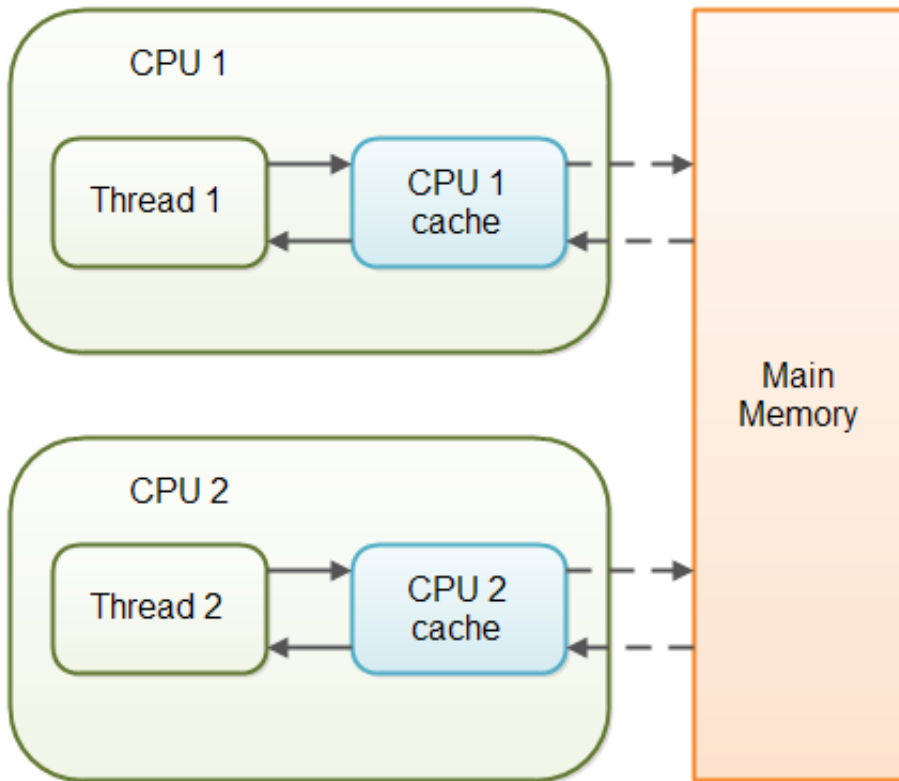 CPU 1
Thread 1
CPU 1
cache
Main
Memory
CPU 2
Thread 2
CPU 2
cache